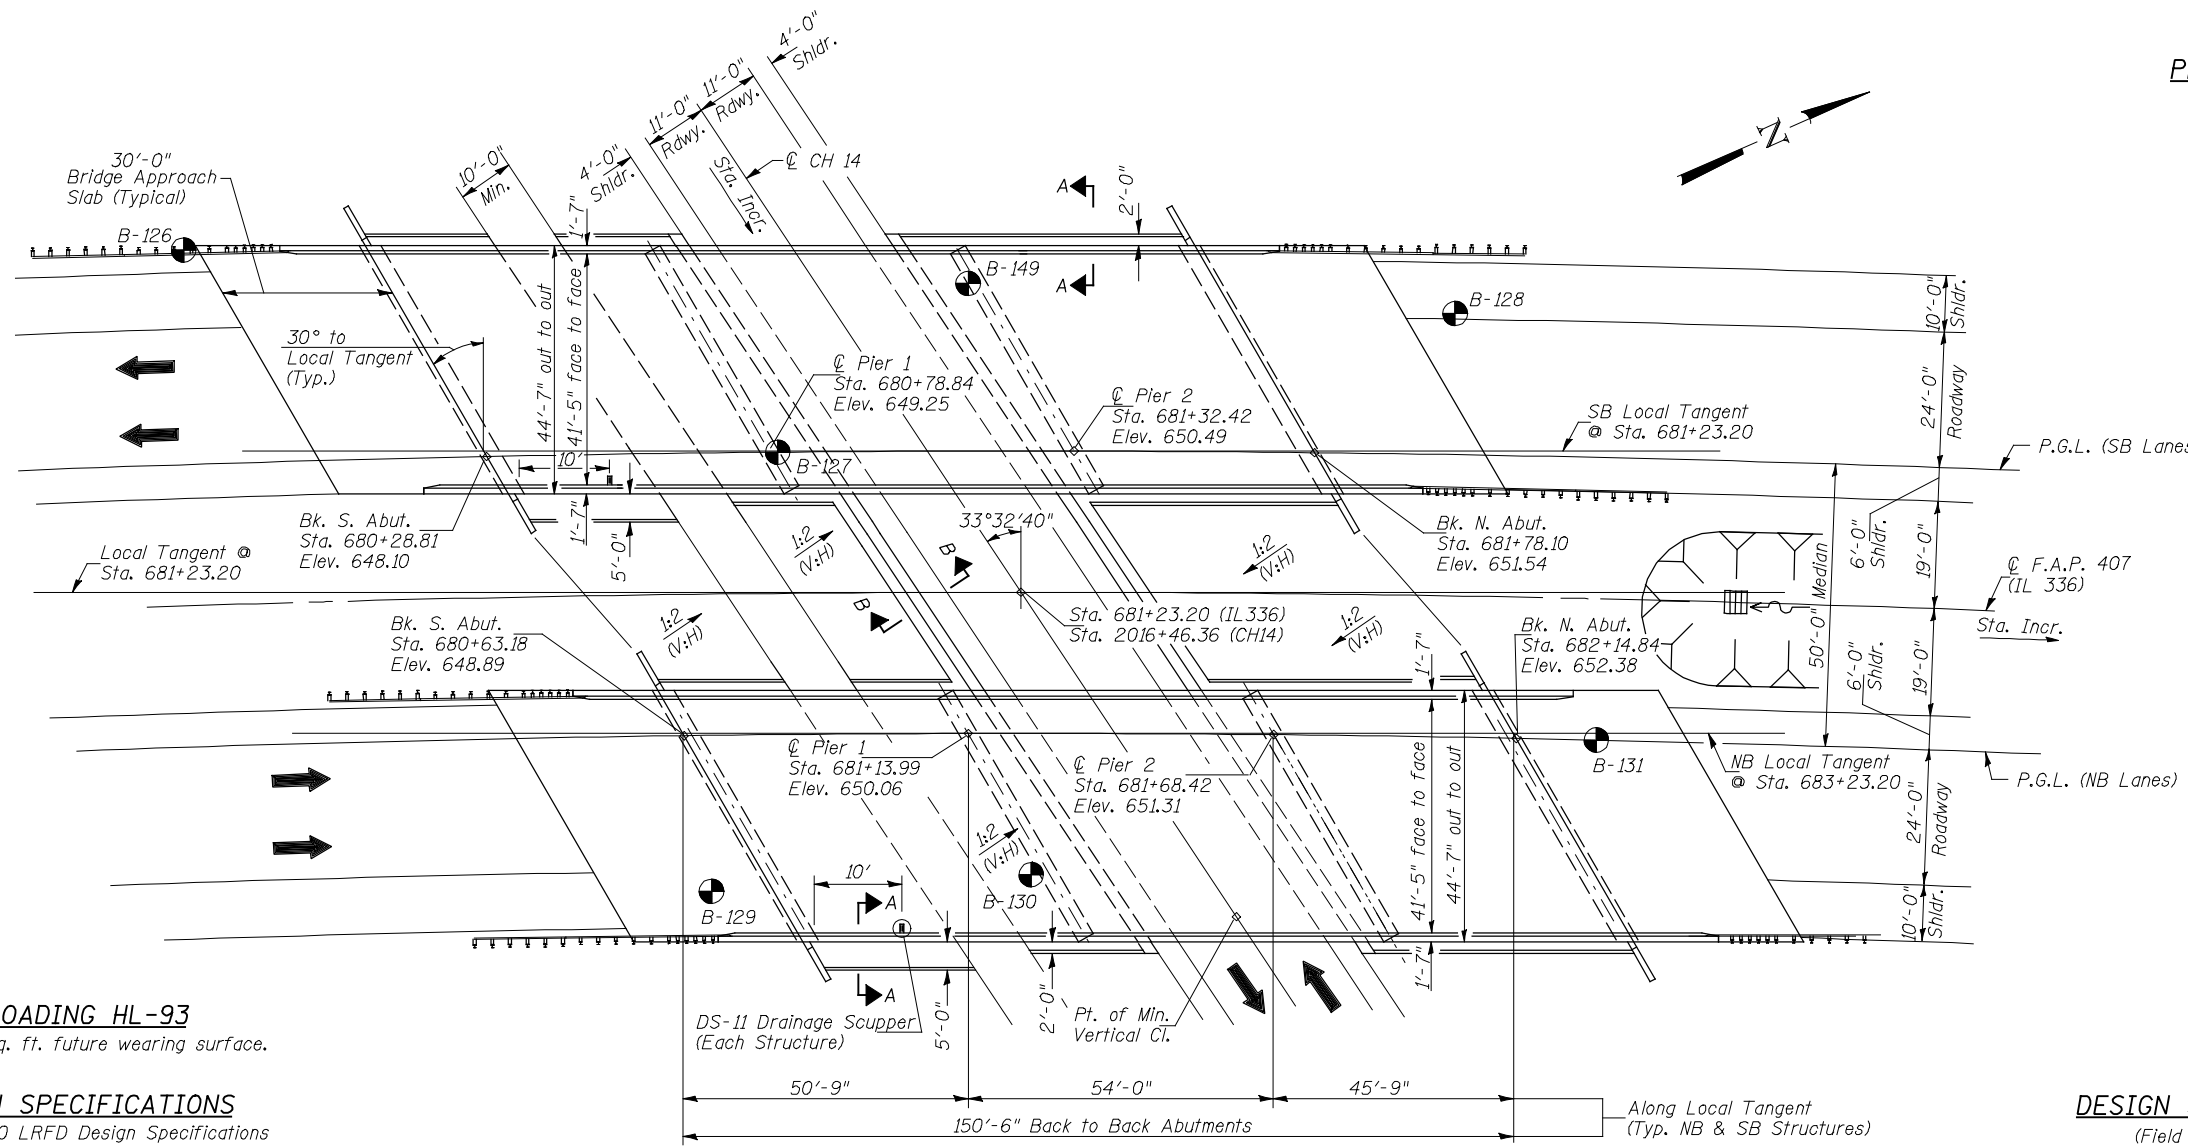 4'-0"
Shldr.
11'-0"
Rdwy.
11'-0"
Rdwy.
4'-0"
Shldr.
10'-0"
Min.
Sta. Incr.
℄ CH 14
30'-0"
Bridge Approach
Slab (Typical)
B-126
1'-7"
A
2'-0"
A
N
B-149
B-128
10'-0"
Shldr.
24'-0"
Roadway
30° to
Local Tangent
(Typ.)
44'-7" out to out
41'-5" face to face
℄ Pier 1
Sta. 680+78.84
Elev. 649.25
℄ Pier 2
Sta. 681+32.42
Elev. 650.49
SB Local Tangent
@ Sta. 681+23.20
P.G.L. (SB Lanes
10'
B-127
1'-7"
5'-0"
Bk. S. Abut.
Sta. 680+28.81
Elev. 648.10
Local Tangent @
Sta. 681+23.20
1:2
(V:H)
33°32'40"
B
B
1:2
(V:H)
Bk. N. Abut.
Sta. 681+78.10
Elev. 651.54
50'-0" Median
6'-0"
Shldr.
19'-0"
℄ F.A.P. 407
(IL 336)
Sta. Incr.
Sta. 681+23.20 (IL336)
Sta. 2016+46.36 (CH14)
Bk. S. Abut.
Sta. 680+63.18
Elev. 648.89
1:2
(V:H)
1:2
(V:H)
1'-7"
Bk. N. Abut.
Sta. 682+14.84
Elev. 652.38
6'-0"
Shldr.
19'-0"
℄ Pier 1
Sta. 681+13.99
Elev. 650.06
℄ Pier 2
Sta. 681+68.42
Elev. 651.31
41'-5" face to face
44'-7" out to out
B-131
NB Local Tangent
@ Sta. 683+23.20
P.G.L. (NB Lanes)
24'-0"
Roadway
10'-0"
Shldr.
1:2
(V:H)
10'
B-129
A
B-130
A
1'-7"
DS-11 Drainage Scupper
(Each Structure)
5'-0"
2'-0"
Pt. of Min.
Vertical Cl.
OADING HL-93
q. ft. future wearing surface.
50'-9"
54'-0"
45'-9"
150'-6" Back to Back Abutments
Along Local Tangent
(Typ. NB & SB Structures)
SPECIFICATIONS
LRFD Design Specifications
DESIGN
(Field